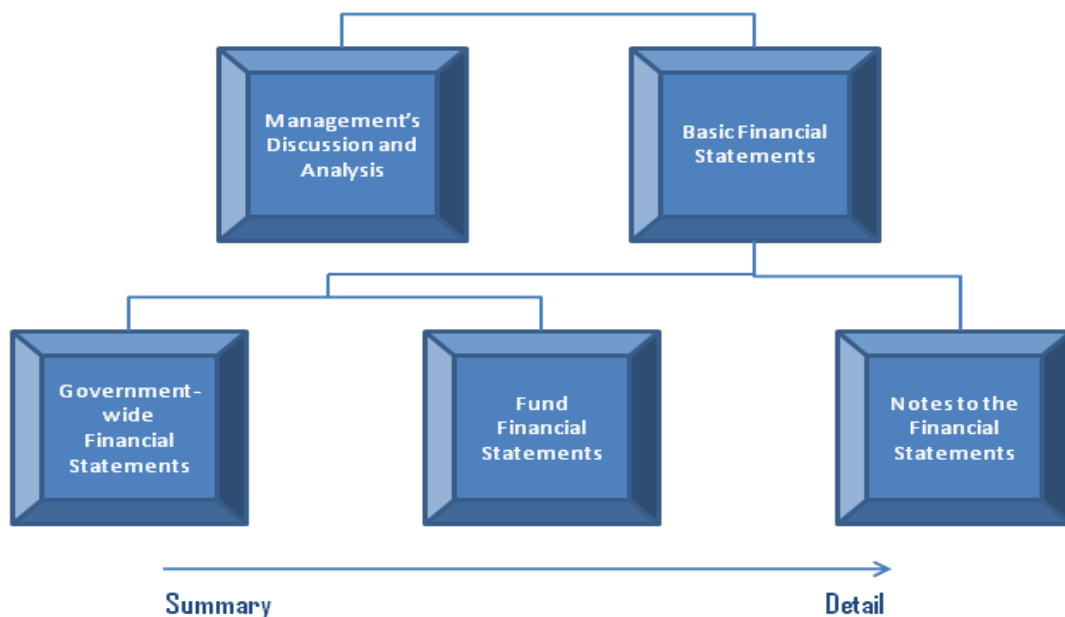 Management's
Discussion and
Analysis
Basic Financial
Statements
Government-
wide
Financial
Statements
Fund
Financial
Statements
Notes to the
Financial
Statements
Summary
Detail